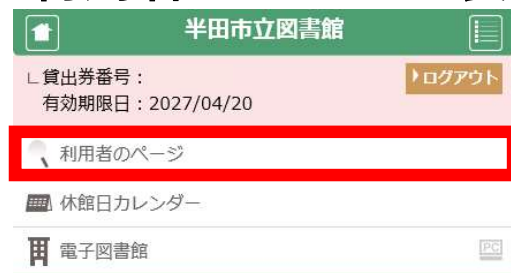 半田市立図書館
∟貸出券番号：
ログアウト
有効期限日：2027/04/20
利用者のページ
休館日カレンダー
電子図書館
PC